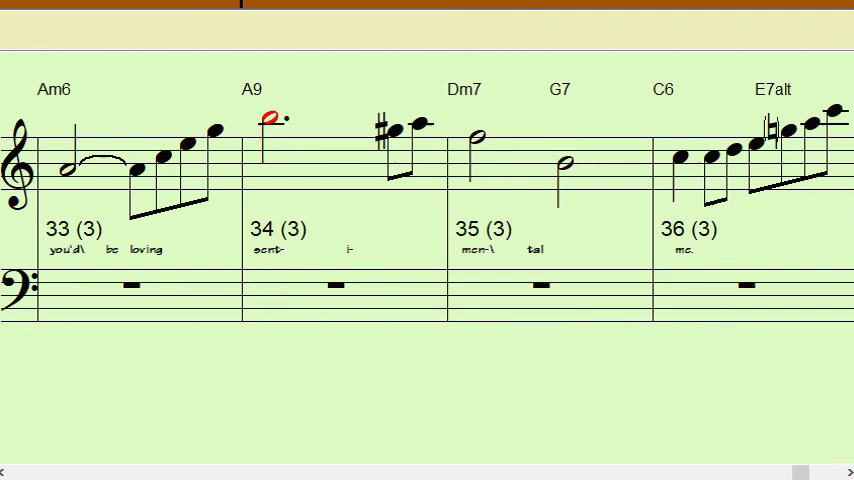 Am6 A9 Dm7 G7 C6 E7alt
33 (3) 34 (3) 35 (3) 36 (3)
you'd\ be loving sent- i- men-\ tal me.